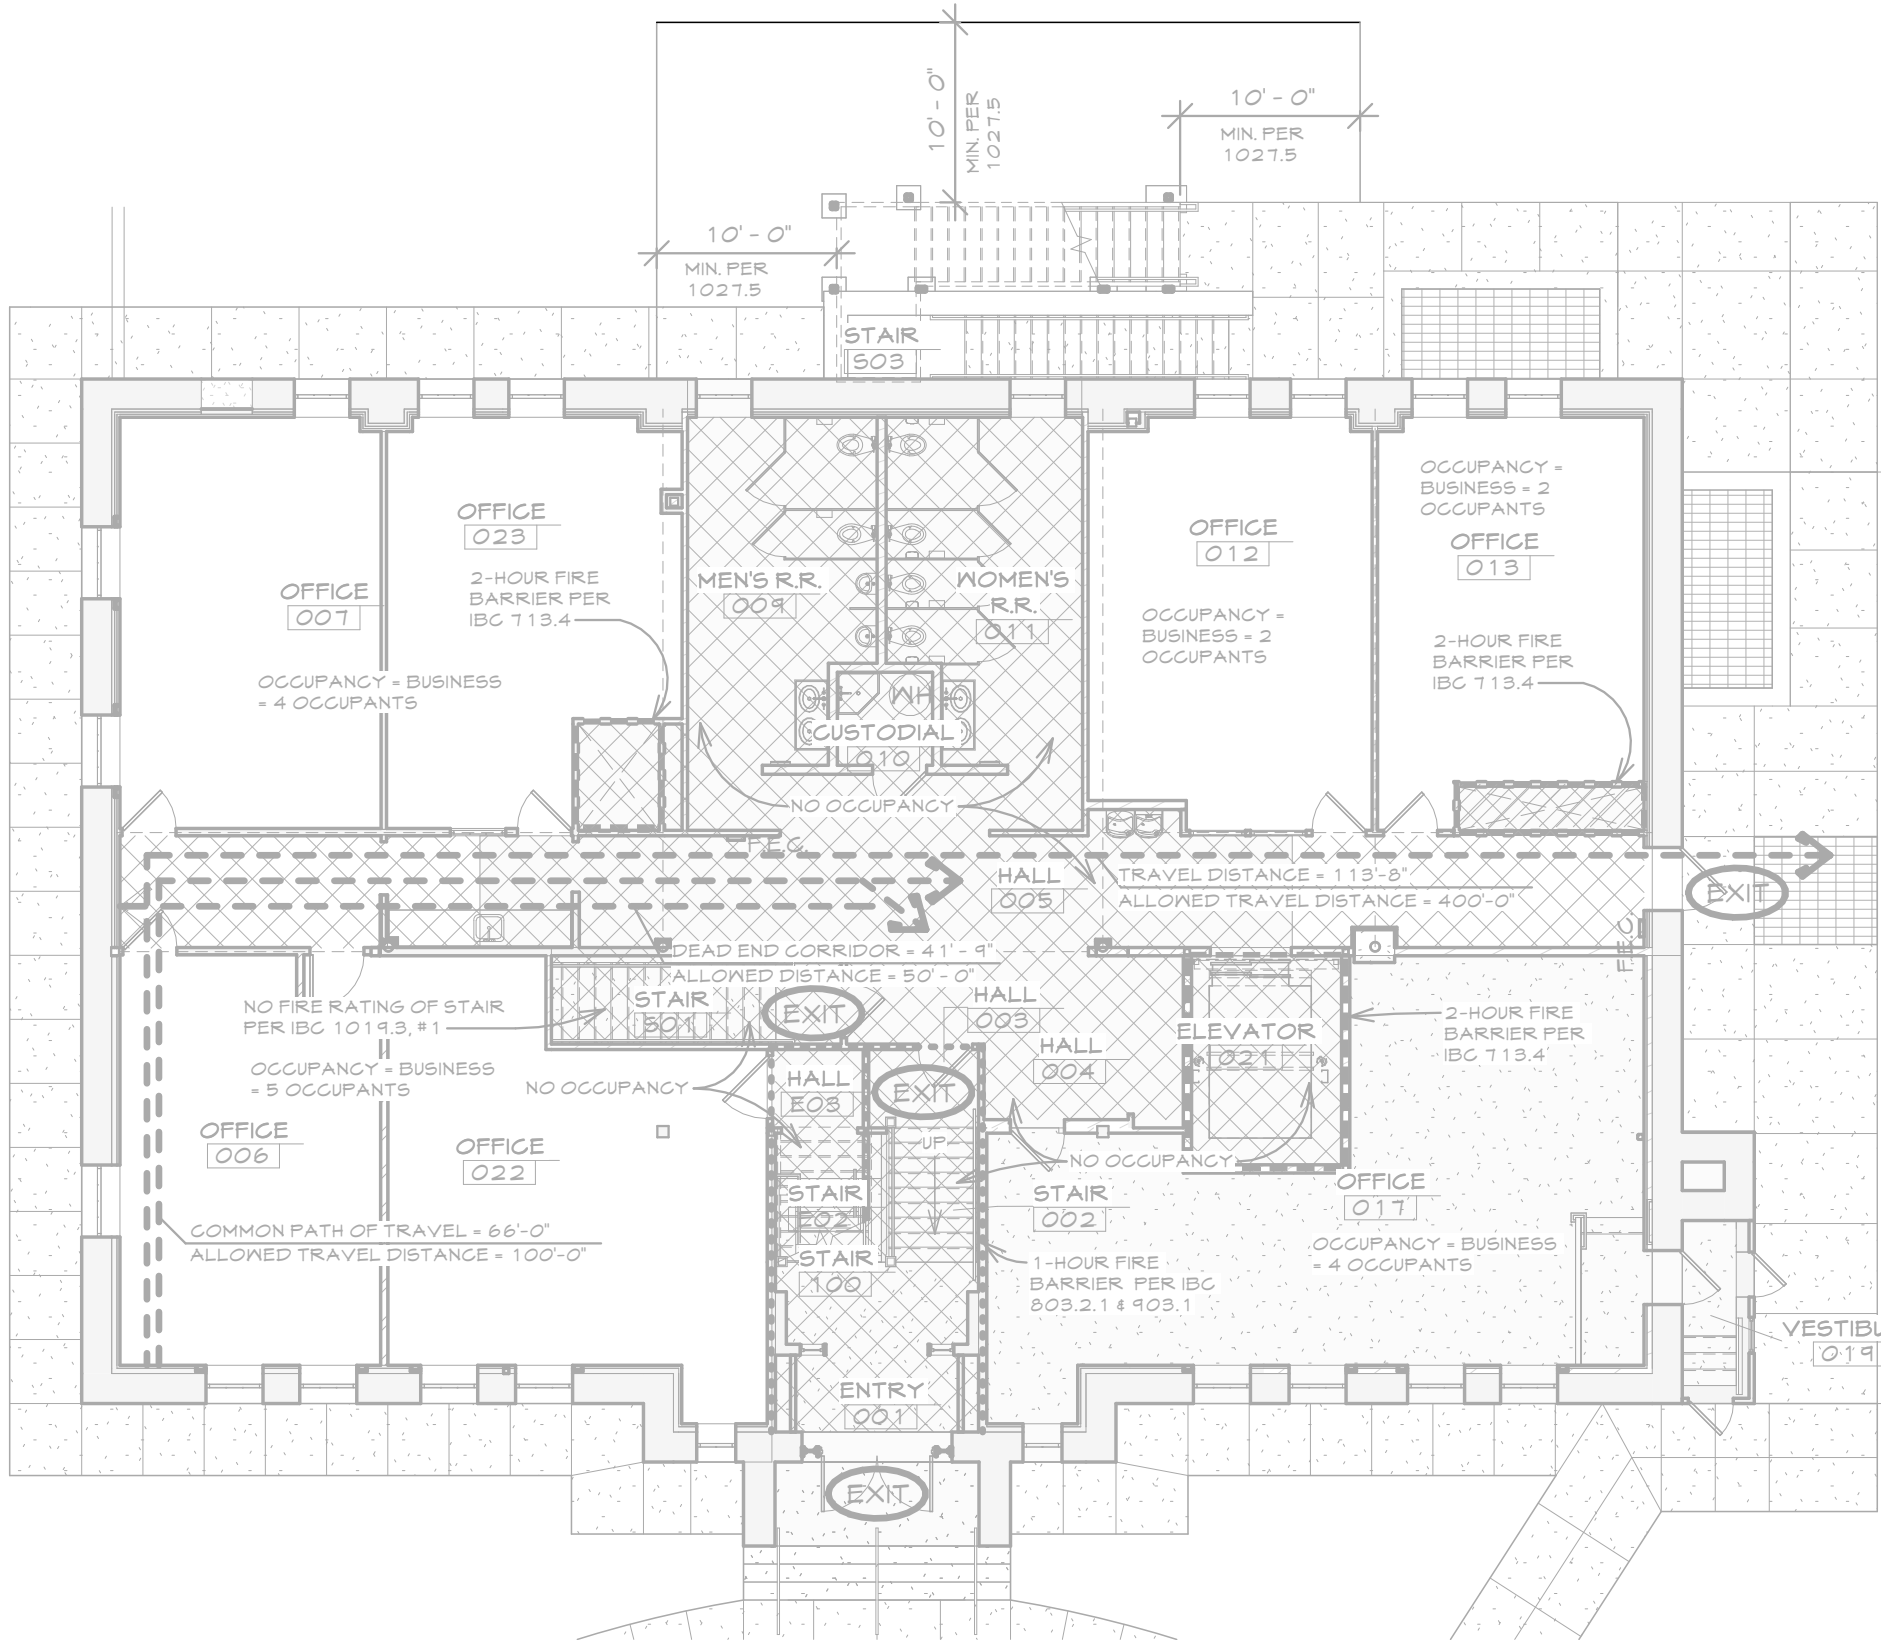 10' - 0"
MIN. PER
1027.5
10' - 0"
MIN. PER
1027.5
10' - 0"
MIN. PER
1027.5
STAIR
S03
OFFICE
023
2-HOUR FIRE
BARRIER PER
IBC 713.4
OFFICE
007
OCCUPANCY = BUSINESS
= 4 OCCUPANTS
MEN'S R.R.
009
WOMEN'S
R.R.
011
WH
CUSTODIAL
010
NO OCCUPANCY
OFFICE
012
OCCUPANCY =
BUSINESS = 2
OCCUPANTS
OCCUPANCY =
BUSINESS = 2
OCCUPANTS
OFFICE
013
2-HOUR FIRE
BARRIER PER
IBC 713.4
F.E.C.
HALL
005
TRAVEL DISTANCE = 113'-8"
ALLOWED TRAVEL DISTANCE = 400'-0"
EXIT
F.E.C.
DEAD END CORRIDOR = 41' - 9"
ALLOWED DISTANCE = 50' - 0"
NO FIRE RATING OF STAIR
PER IBC 1019.3, #1
STAIR
S01
EXIT
HALL
003
HALL
004
ELEVATOR
021
2-HOUR FIRE
BARRIER PER
IBC 713.4
OCCUPANCY = BUSINESS
= 5 OCCUPANTS
NO OCCUPANCY
HALL
E03
EXIT
OFFICE
006
OFFICE
022
UP
NO OCCUPANCY
STAIR
E02
STAIR
002
OFFICE
017
COMMON PATH OF TRAVEL = 66'-0"
ALLOWED TRAVEL DISTANCE = 100'-0"
STAIR
100
1-HOUR FIRE
BARRIER PER IBC
803.2.1 & 903.1
OCCUPANCY = BUSINESS
= 4 OCCUPANTS
VESTIBU
019
ENTRY
001
EXIT